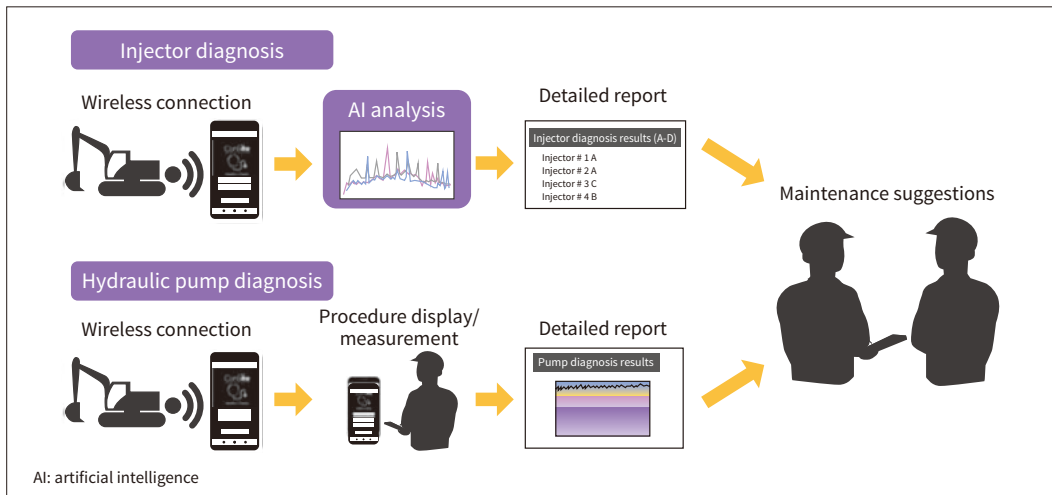 Injector diagnosis
Wireless connection
AI analysis
Detailed report
Injector diagnosis results (A-D)
Injector # 1 A
Injector # 2 A
Injector # 3 C
Injector # 4 B
Maintenance suggestions
Hydraulic pump diagnosis
Wireless connection
Procedure display/
measurement
Detailed report
Pump diagnosis results
AI: artificial intelligence